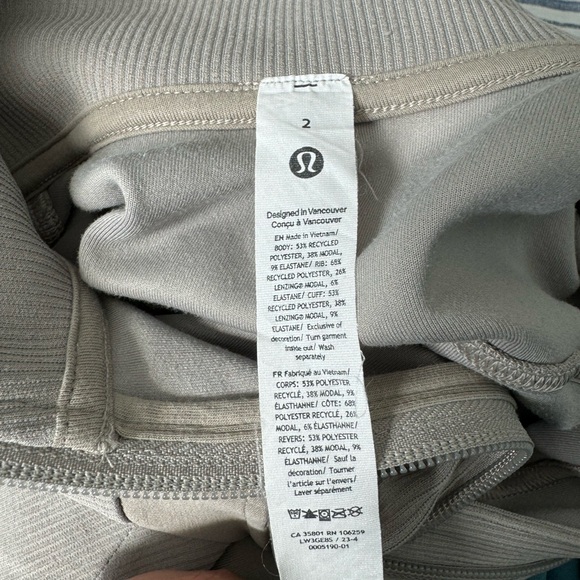 2
Designed in Vancouver
Conçu à Vancouver
EN Made in Vietnam/
BODY: 53% RECYCLED
POLYESTER, 38% MODAL,
9% ELASTANE/ RIB: 68%
RECYCLED POLYESTER, 26%
LENZING® MODAL, 6%
ELASTANE/ CUFF: 53%
RECYCLED POLYESTER, 38%
LENZING® MODAL, 9%
ELASTANE/ Exclusive of
decoration/ Turn garment
inside out/ Wash
separately
FR Fabriqué au Vietnam/
CORPS: 53% POLYESTER
RECYCLÉ, 38% MODAL, 9%
ÉLASTHANNE/ CÔTE: 68%
POLYESTER RECYCLÉ, 26%
MODAL, 6% ÉLASTHANNE/
REVERS: 53% POLYESTER
RECYCLÉ, 38% MODAL, 9%
ÉLASTHANNE/ Sauf la
décoration/ Tourner
l'article sur l'envers/
Laver séparément
CA 35801 RN 106259
LW3GE8S / 23-4
0005190-01